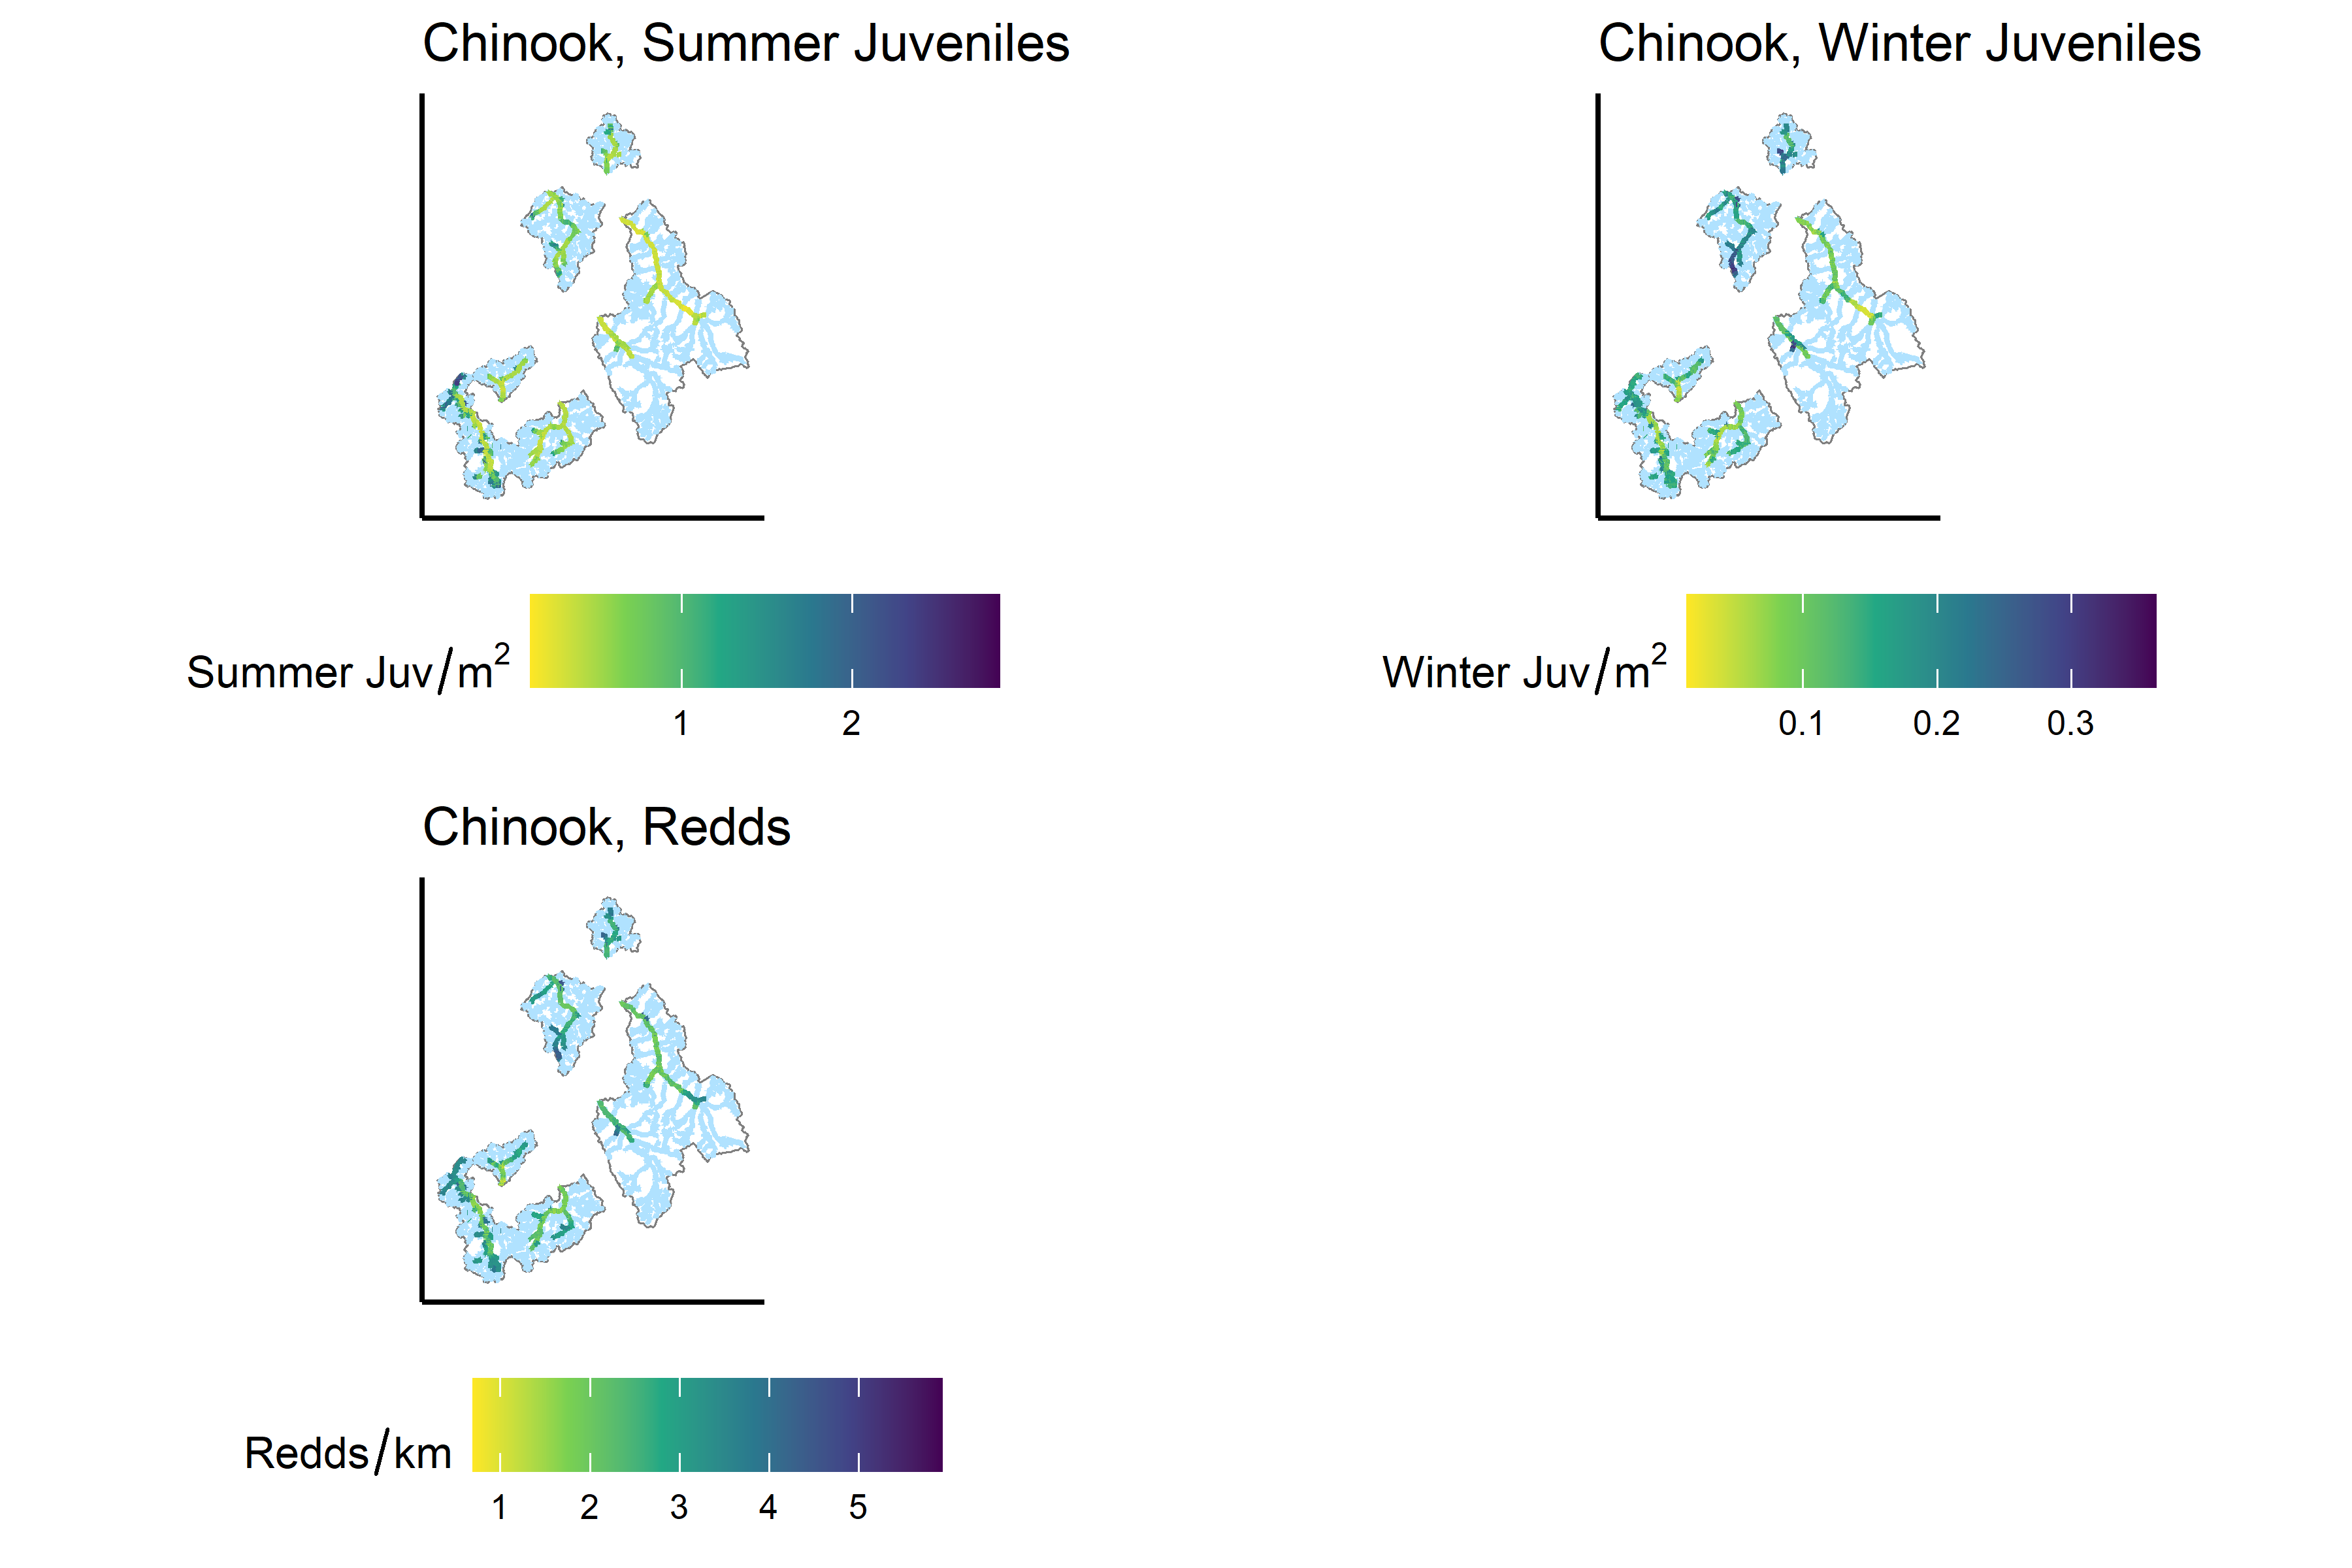 Chinook, Summer Juveniles
Chinook, Winter Juveniles
Summer Juv/m²
1 2
Winter Juv/m²
0.1 0.2 0.3
Chinook, Redds
Redds/km
1 2 3 4 5